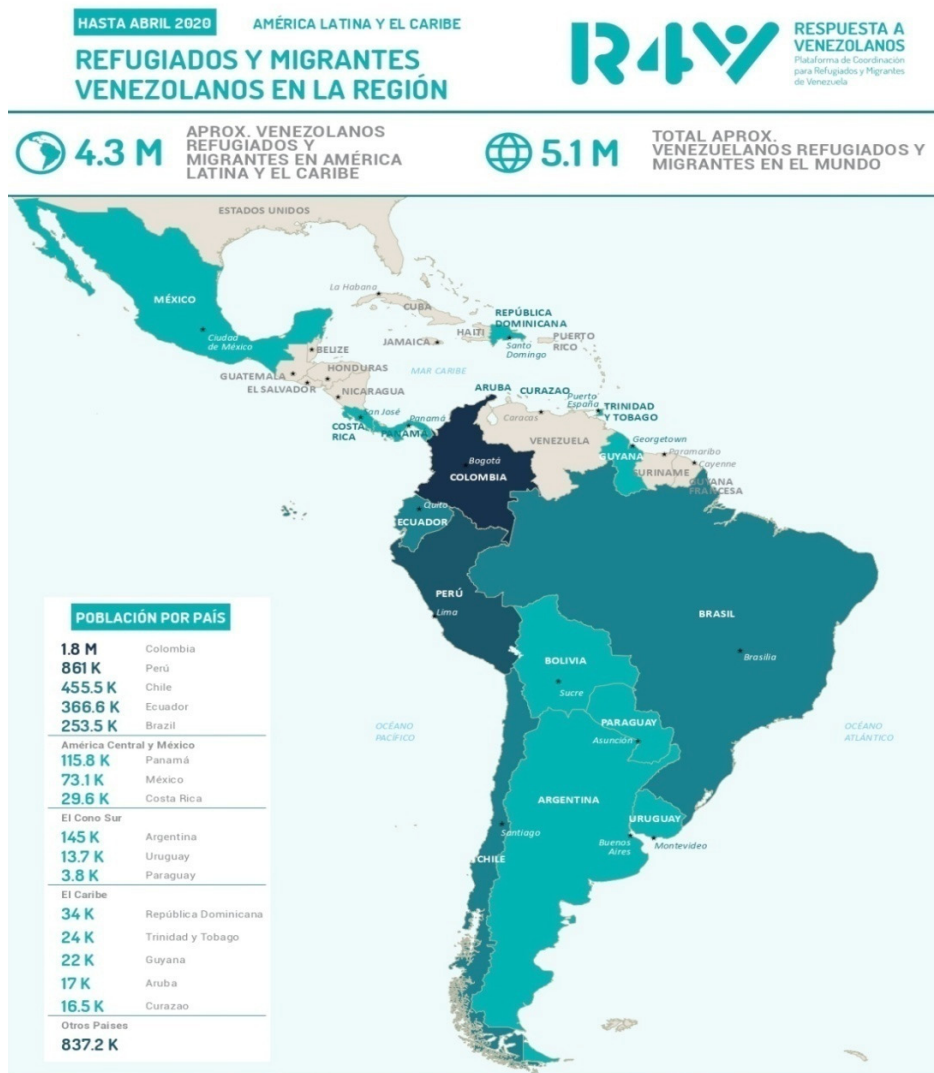 HASTA ABRIL 2020
AMÉRICA LATINA Y EL CARIBE
REFUGIADOS Y MIGRANTES
VENEZOLANOS EN LA REGIÓN
R4V
RESPUESTA A
VENEZOLANOS
Plataforma de Coordinación
para Refugiados y Migrantes
de Venezuela
4.3 M
APROX. VENEZOLANOS
REFUGIADOS Y
MIGRANTES EN AMÉRICA
LATINA Y EL CARIBE
5.1 M
TOTAL APROX.
VENEZUELANOS REFUGIADOS Y
MIGRANTES EN EL MUNDO
ESTADOS UNIDOS
MÉXICO
Ciudad
de México
La Habana
CUBA
HAITI
REPÚBLICA
DOMINICANA
Santo
Domingo
PUERTO
RICO
JAMAICA
BELIZE
GUATEMALA
HONDURAS
EL SALVADOR
NICARAGUA
MAR CARIBE
ARUBA
CURAZAO
Puerto
España
TRINIDAD
Y TOBAGO
San José
COSTA
RICA
Panamá
PANAMÁ
Caracas
VENEZUELA
Georgetown
GUYANA
Paramaribo
SURINAME
Cayenne
GUYANA
FRANCESA
Bogotá
COLOMBIA
Quito
ECUADOR
PERÚ
Lima
BRASIL
Brasilia
BOLIVIA
Sucre
PARAGUAY
Asunción
OCÉANO
PACÍFICO
OCÉANO
ATLÁNTICO
ARGENTINA
URUGUAY
Santiago
Buenos
Aires
Montevideo
CHILE
POBLACIÓN POR PAÍS
1.8 M Colombia
861 K Perú
455.5 K Chile
366.6 K Ecuador
253.5 K Brazil
América Central y México
115.8 K Panamá
73.1 K México
29.6 K Costa Rica
El Cono Sur
145 K Argentina
13.7 K Uruguay
3.8 K Paraguay
El Caribe
34 K República Dominicana
24 K Trinidad y Tobago
22 K Guyana
17 K Aruba
16.5 K Curazao
Otros Países
837.2 K